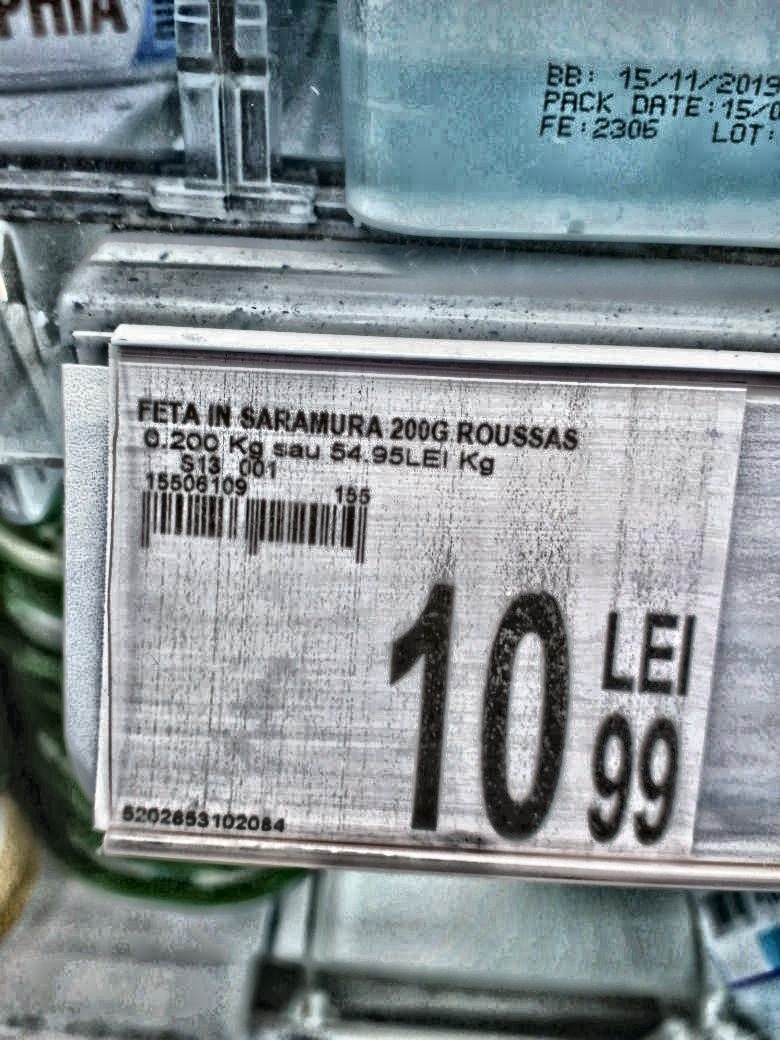 PHIA
BB: 15/11/2019
PACK DATE:15/0
FE:2306 LOT:
FETA IN SARAMURA 200G ROUSSAS
0.200 Kg sau 54.95LEI Kg
S13 001
15506109 155
10 LEI 99
5202853102084